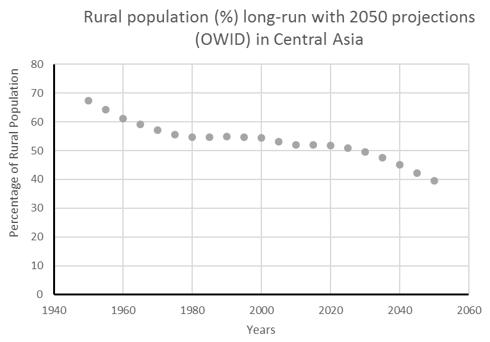 Rural population (%) long-run with 2050 projections
(OWID) in Central Asia
Percentage of Rural Population
80
70
60
50
40
30
20
10
0
1940 1960 1980 2000 2020 2040 2060
Years